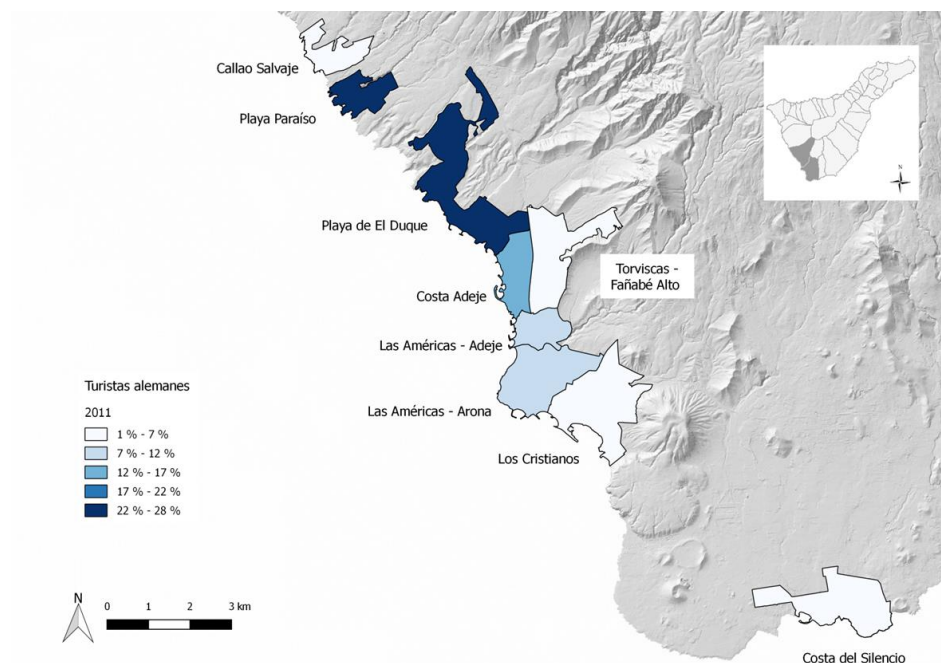 Callao Salvaje
Playa Paraíso
Playa de El Duque
Torviscas -
Fañabé Alto
Costa Adeje
Las Américas - Adeje
Las Américas - Arona
Los Cristianos
Costa del Silencio
Turistas alemanes
2011
1 % - 7 %
7 % - 12 %
12 % - 17 %
17 % - 22 %
22 % - 28 %
N
0 1 2 3 km
N